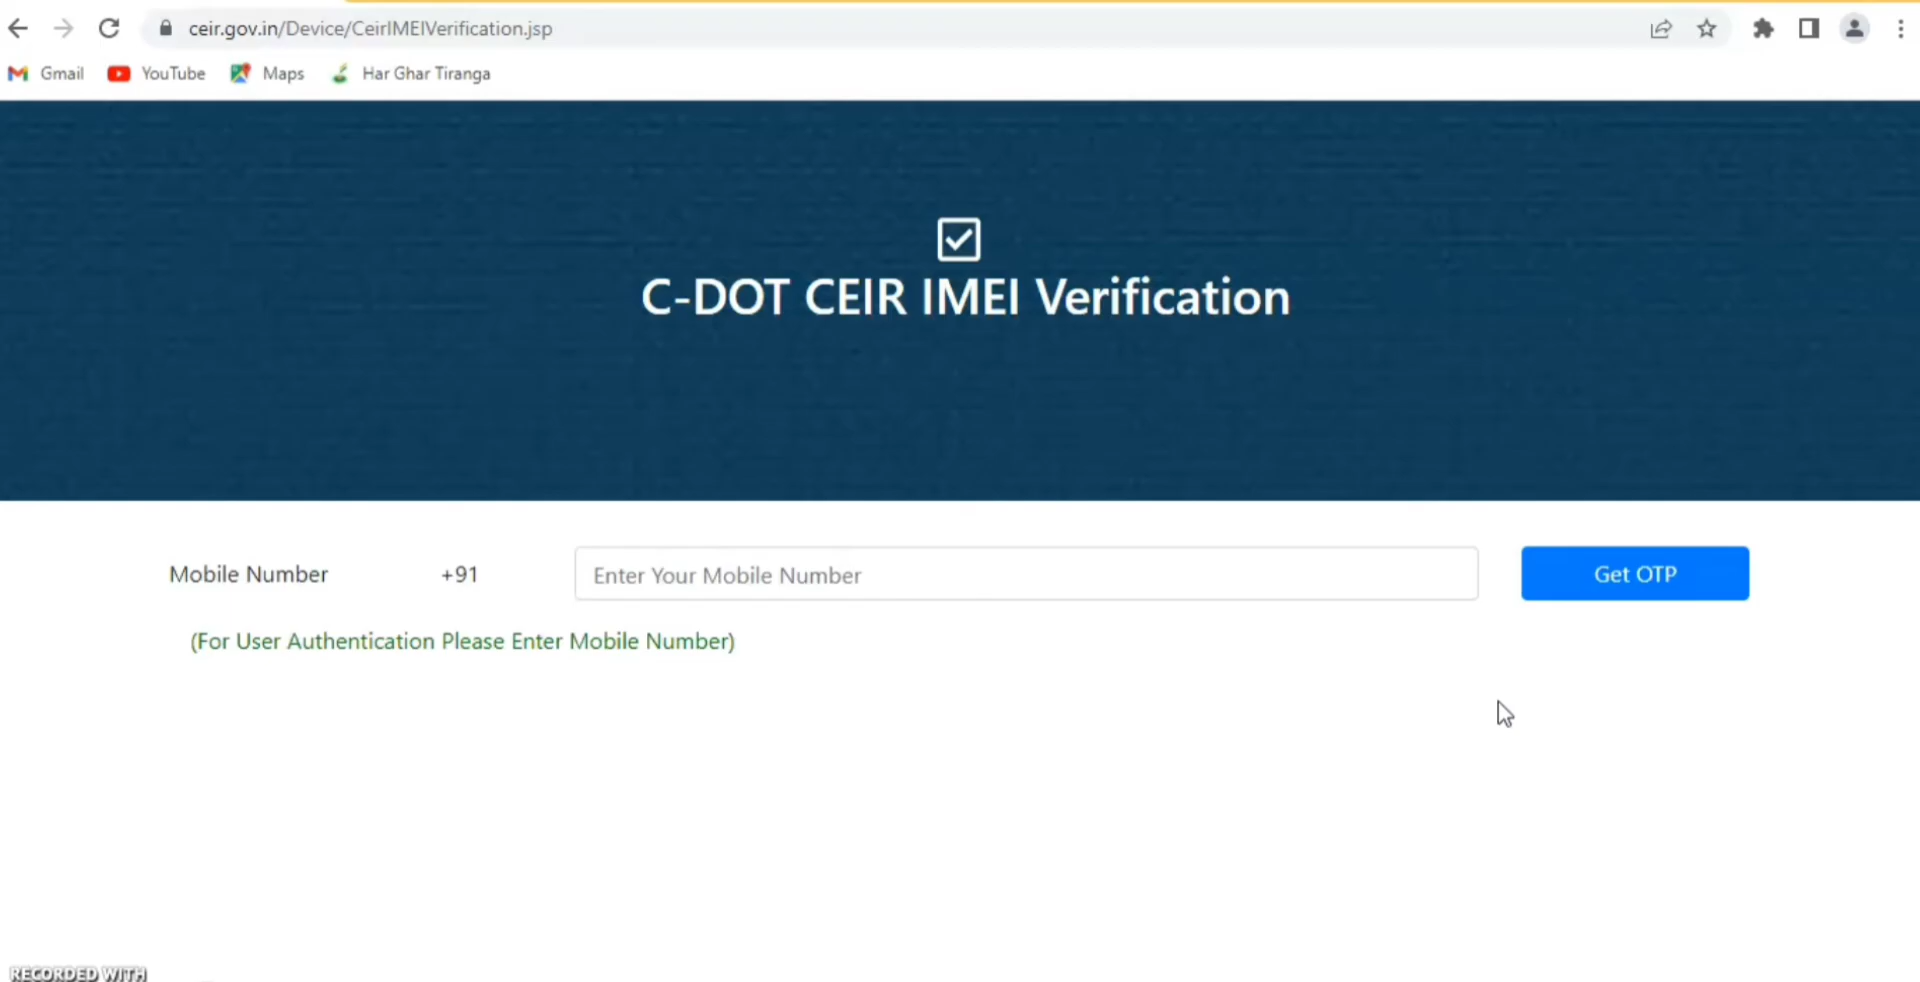 ceir.gov.in/Device/CeirIMEIVerification.jsp
Gmail YouTube Maps Har Ghar Tiranga
C-DOT CEIR IMEI Verification
Mobile Number +91 Enter Your Mobile Number Get OTP
(For User Authentication Please Enter Mobile Number)
RECORDED WITH